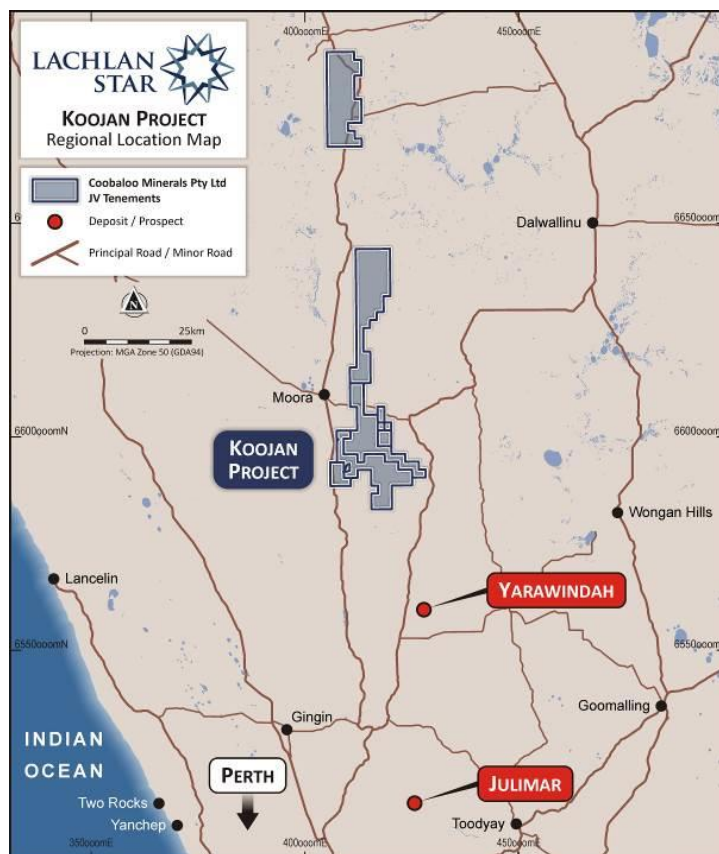 LACHLAN
STAR
KOOJAN PROJECT
Regional Location Map
Coobaloo Minerals Pty Ltd
JV Tenements
Deposit / Prospect
Principal Road / Minor Road
N
0 25km
Projection: MGA Zone 50 (GDA94)
400000mE
450000mE
Dalwallinu
6650000mN
Moora
6600000mN
6600000mN
KOOJAN
PROJECT
Wongan Hills
Lancelin
YARAWINDAH
6550000mN
6550000mN
Goomalling
Gingin
INDIAN
OCEAN
PERTH
JULIMAR
Two Rocks
Yanchep
Toodyay
350000mE
400000mE
450000mE